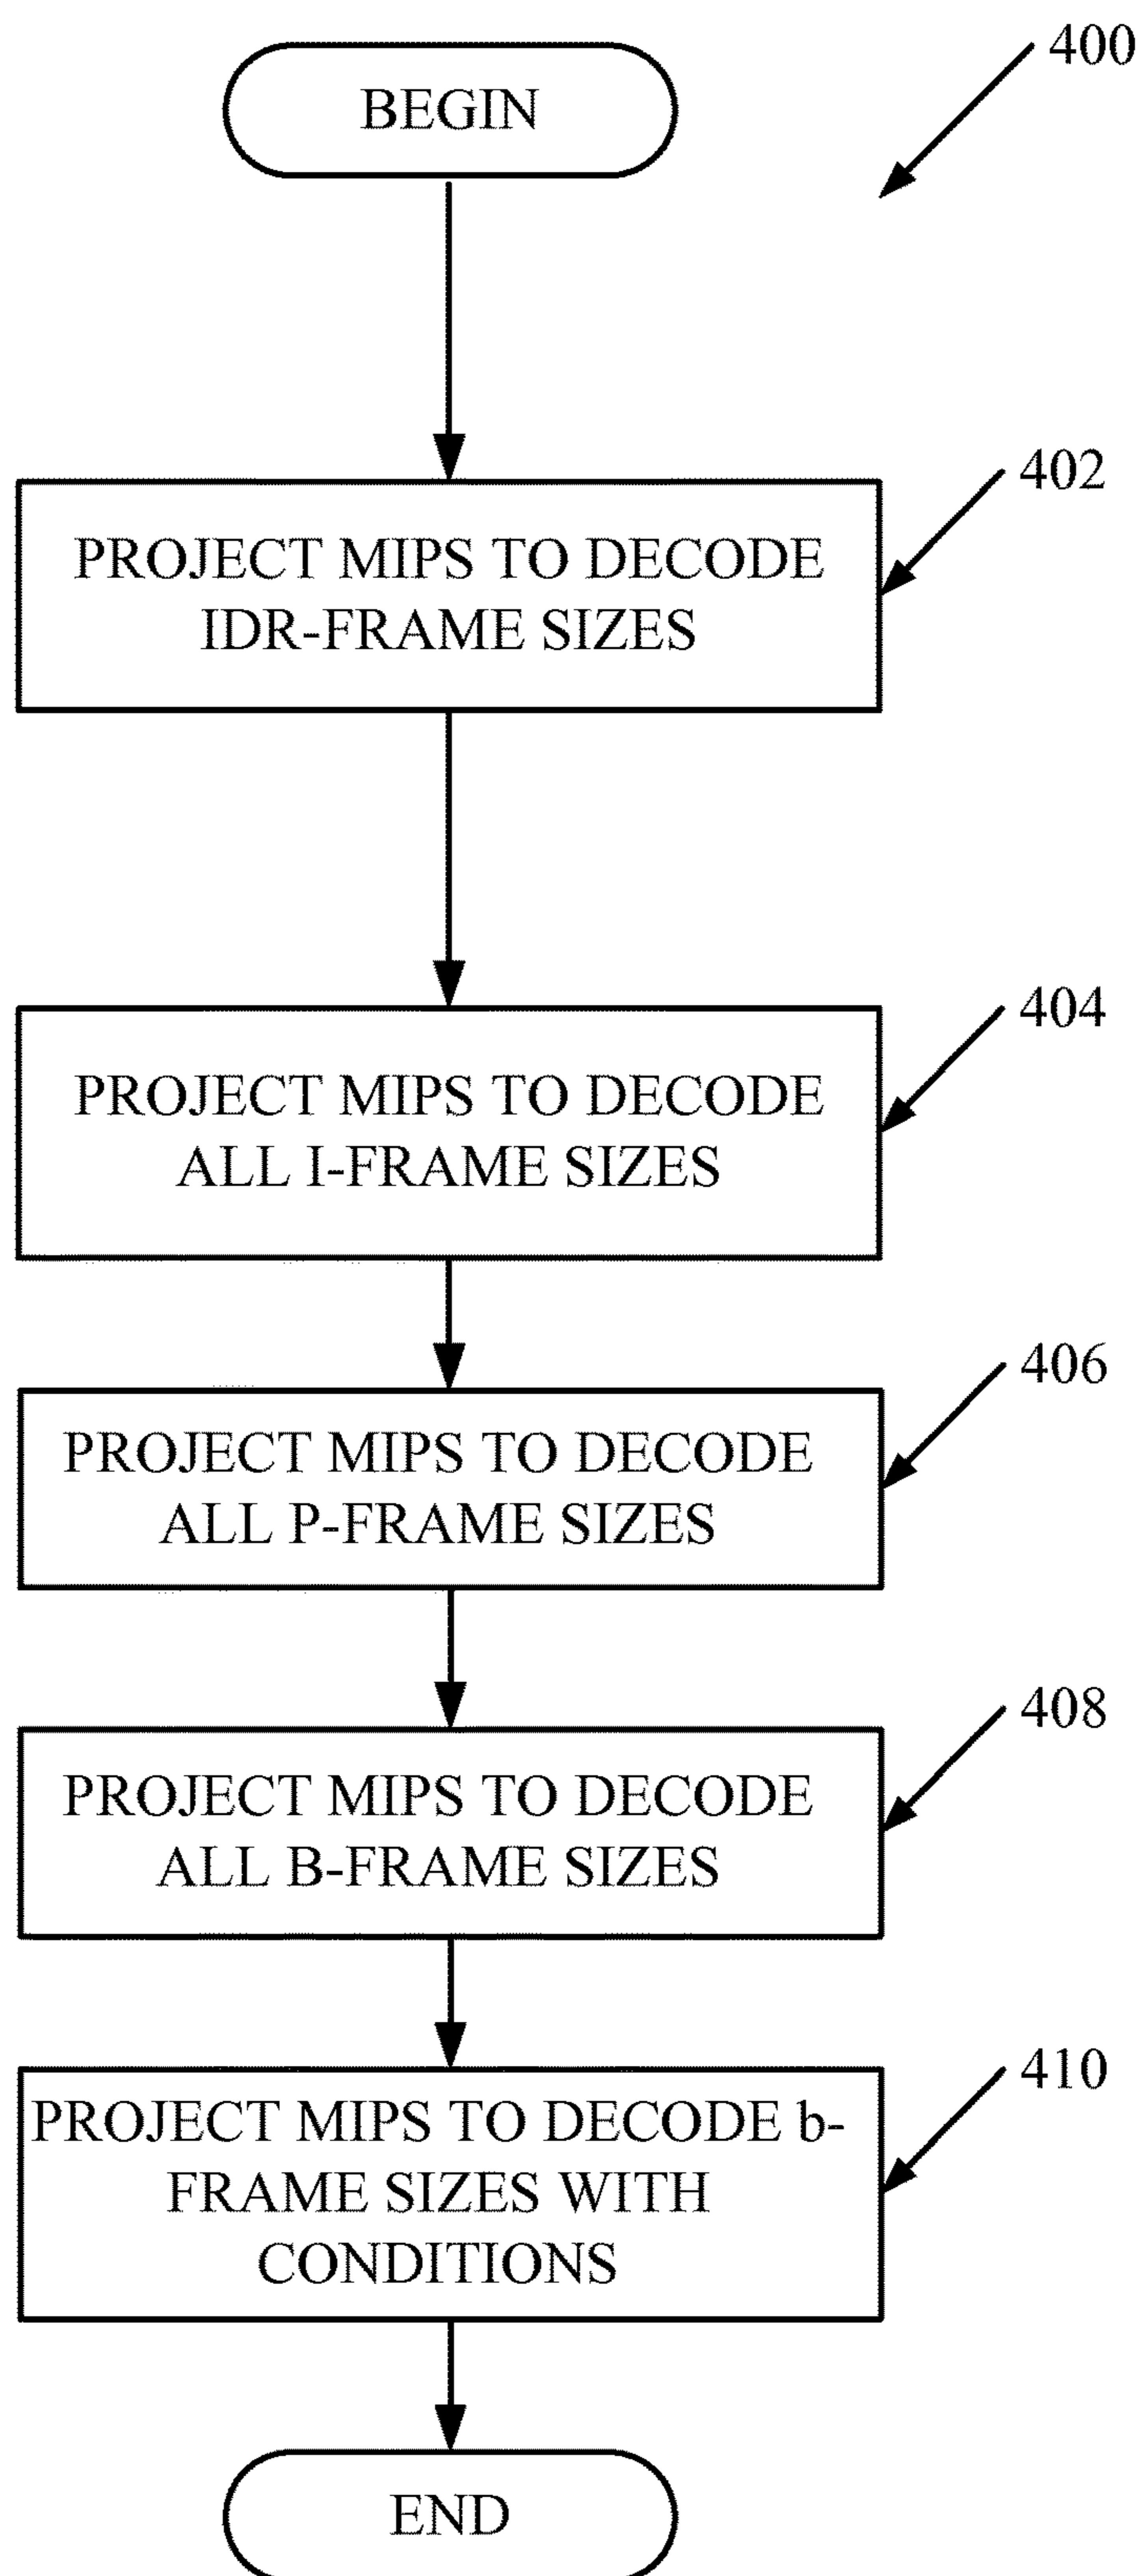 400
BEGIN
402
PROJECT MIPS TO DECODE
IDR-FRAME SIZES
404
PROJECT MIPS TO DECODE
ALL I-FRAME SIZES
406
PROJECT MIPS TO DECODE
ALL P-FRAME SIZES
408
PROJECT MIPS TO DECODE
ALL B-FRAME SIZES
410
PROJECT MIPS TO DECODE b-
FRAME SIZES WITH
CONDITIONS
END